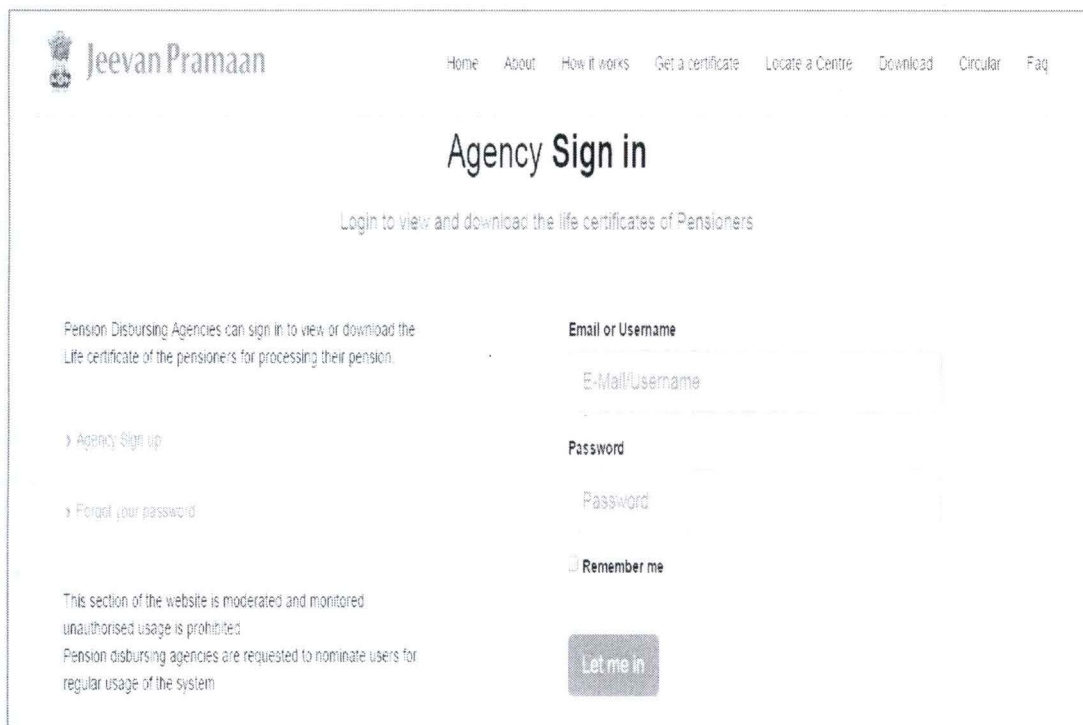 Jeevan Pramaan
Home About How it works Get a certificate Locate a Centre Download Circular Faq
Agency Sign in
Login to view and download the life certificates of Pensioners
Pension Disbursing Agencies can sign in to view or download the
Life certificate of the pensioners for processing their pension.
› Agency Sign up
› Forgot your password
This section of the website is moderated and monitored
unauthorised usage is prohibited
Pension disbursing agencies are requested to nominate users for
regular usage of the system
Email or Username
E-Mail/Username
Password
Password
Remember me
Let me in